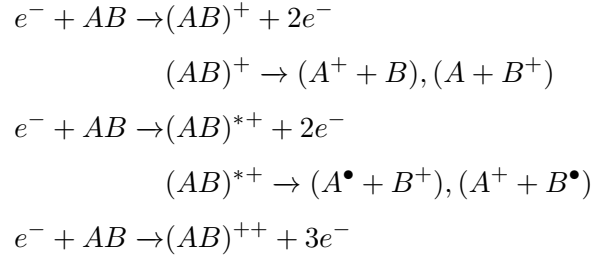 e⁻ + AB →(AB)⁺ + 2e⁻
(AB)⁺ → (A⁺ + B), (A + B⁺)
e⁻ + AB →(AB)*⁺ + 2e⁻
(AB)*⁺ → (A• + B⁺), (A⁺ + B•)
e⁻ + AB →(AB)⁺⁺ + 3e⁻